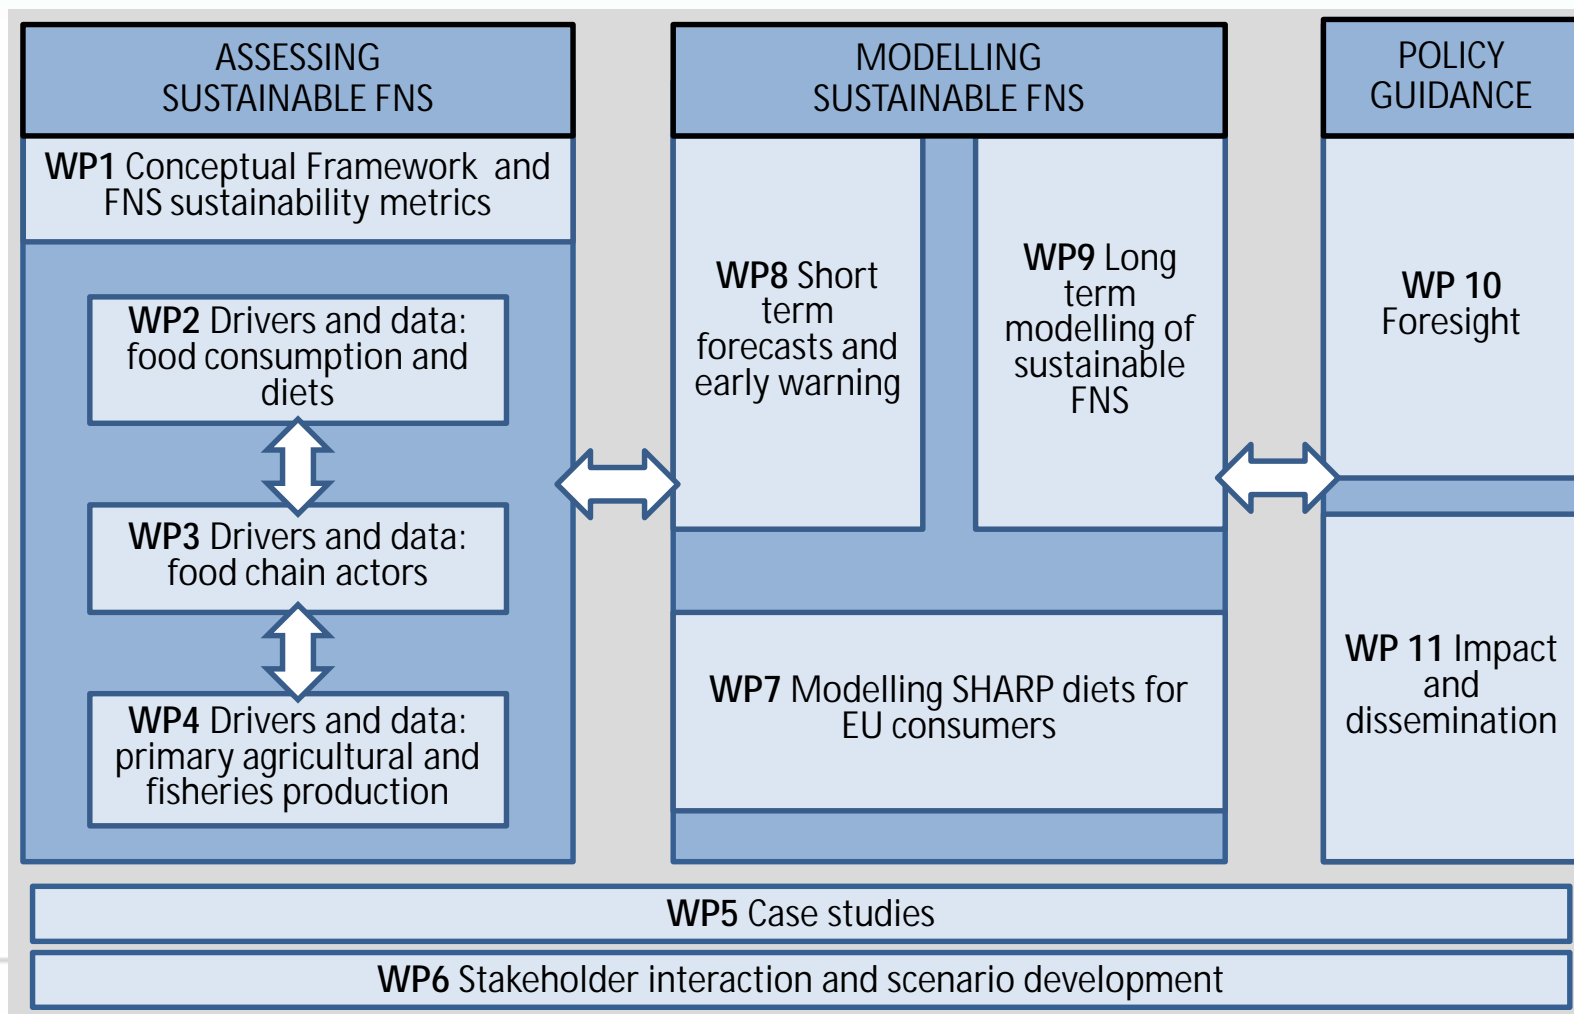 ASSESSING
SUSTAINABLE FNS
WP1 Conceptual Framework and
FNS sustainability metrics
WP2 Drivers and data:
food consumption and
diets
WP3 Drivers and data:
food chain actors
WP4 Drivers and data:
primary agricultural and
fisheries production
MODELLING
SUSTAINABLE FNS
WP8 Short
term
forecasts and
early warning
WP9 Long
term
modelling of
sustainable
FNS
WP7 Modelling SHARP diets for
EU consumers
POLICY
GUIDANCE
WP 10
Foresight
WP 11 Impact
and
dissemination
WP5 Case studies
WP6 Stakeholder interaction and scenario development